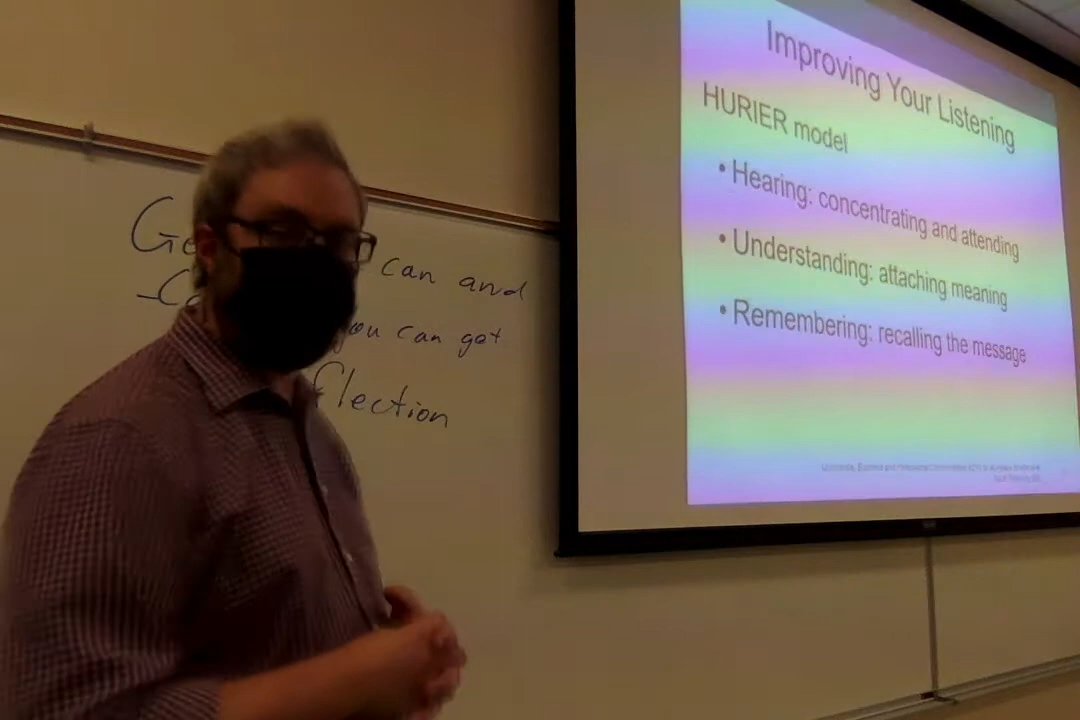 can and
you can get
flection
Improving Your Listening
HURIER model
• Hearing: concentrating and attending
• Understanding: attaching meaning
• Remembering: recalling the message